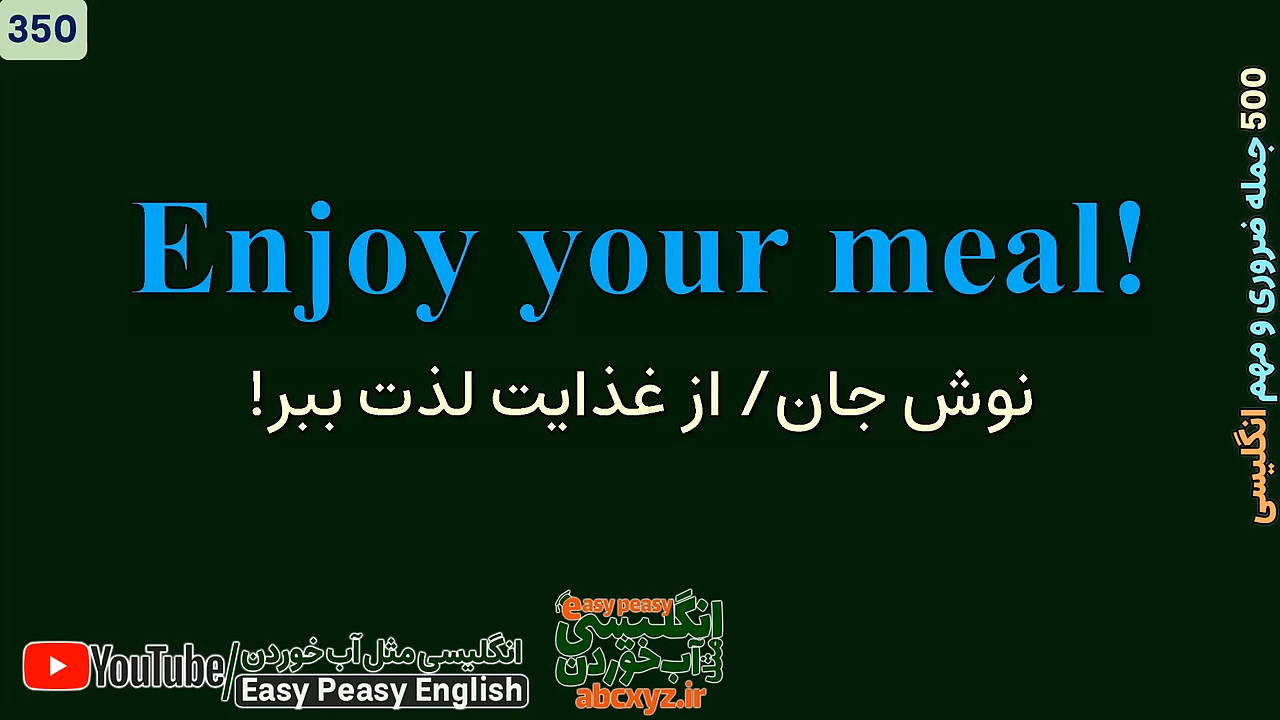 350
500 جمله ضروری و مهم انگلیسی
Enjoy your meal!
نوش جان/ از غذایت لذت ببر!
YouTube/انگلیسی مثل آب خوردن
Easy Peasy English
easy peasy
انگلیسی
مثل آب خوردن
abcxyz.ir